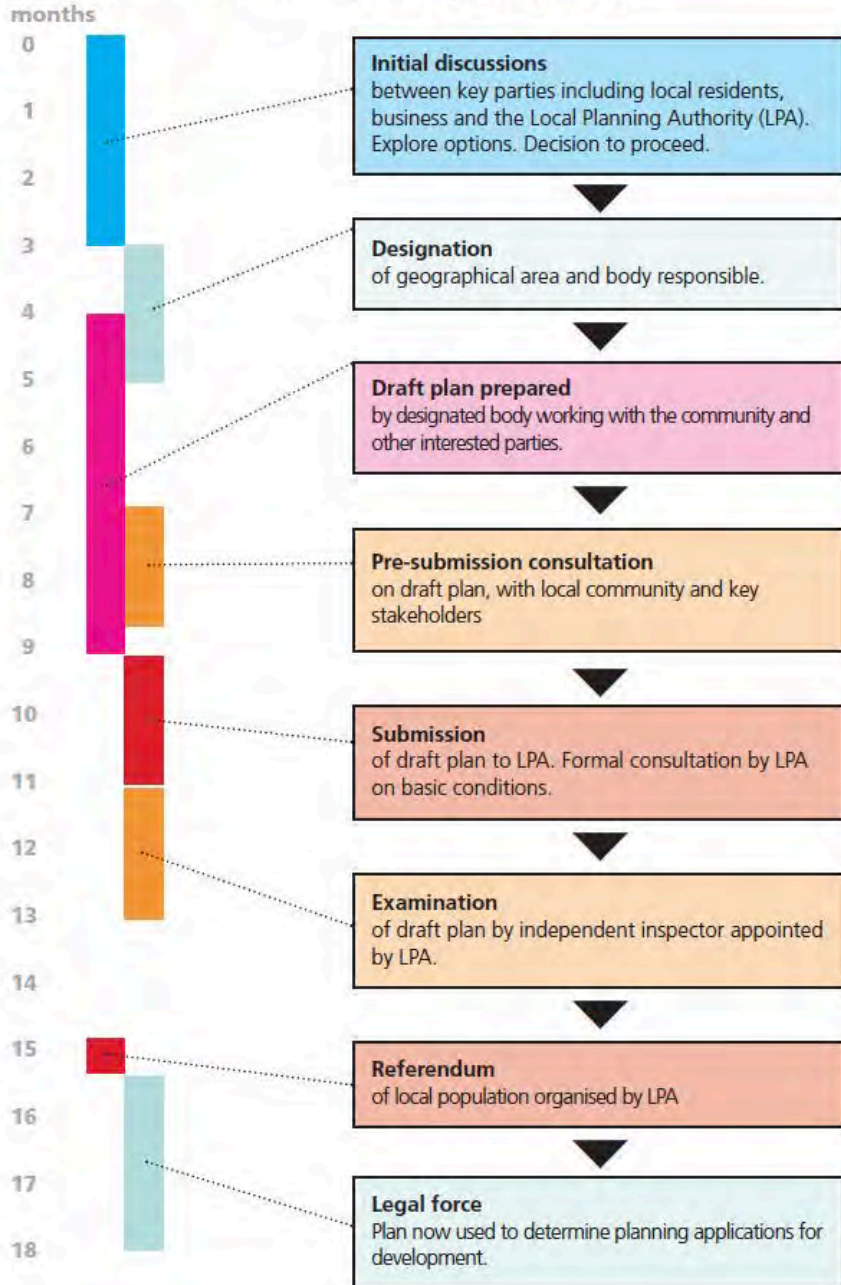 months
0
1
2
3
4
5
6
7
8
9
10
11
12
13
14
15
16
17
18
Initial discussions
between key parties including local residents,
business and the Local Planning Authority (LPA).
Explore options. Decision to proceed.
Designation
of geographical area and body responsible.
Draft plan prepared
by designated body working with the community and
other interested parties.
Pre-submission consultation
on draft plan, with local community and key
stakeholders
Submission
of draft plan to LPA. Formal consultation by LPA
on basic conditions.
Examination
of draft plan by independent inspector appointed
by LPA.
Referendum
of local population organised by LPA
Legal force
Plan now used to determine planning applications for
development.